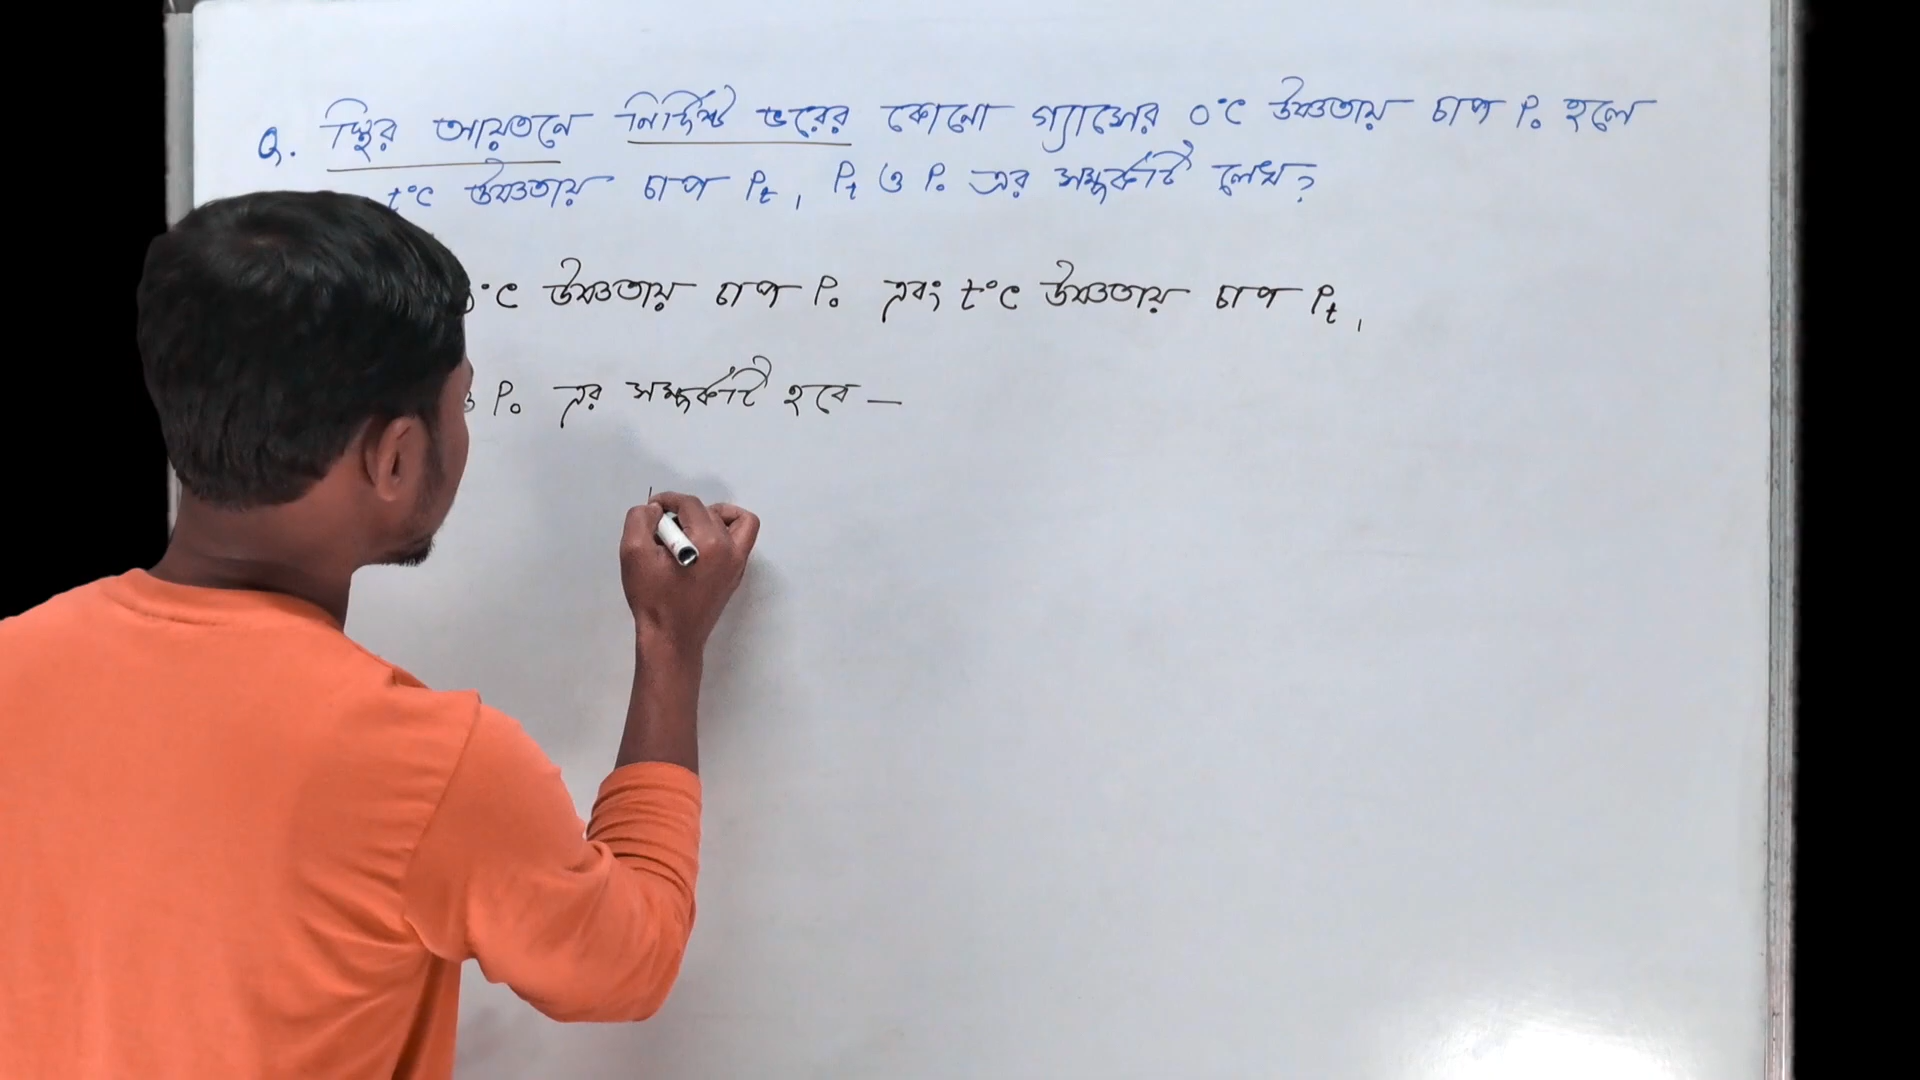 Q. স্থির আয়তনে নির্দিষ্ট ভরের কোনো গ্যাসের 0°C উষ্ণতায় চাপ P₀ হলে
t°C উষ্ণতায় চাপ Pₜ, Pₜ ও P₀ এর সম্পর্কটি লেখ?
°C উষ্ণতায় চাপ P₀ এবং t°C উষ্ণতায় চাপ Pₜ,
ও P₀ এর সম্পর্কটি হবে —